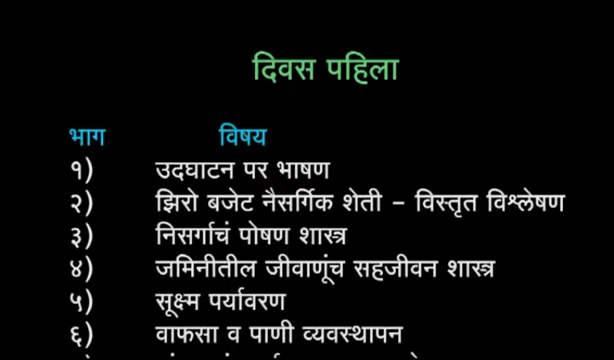 दिवस पहिला
भाग विषय
१) उदघाटन पर भाषण
२) झिरो बजेट नैसर्गिक शेती - विस्तृत विश्लेषण
३) निसर्गाचं पोषण शास्त्र
४) जमिनीतील जीवाणूंच सहजीवन शास्त्र
५) सूक्ष्म पर्यावरण
६) वाफसा व पाणी व्यवस्थापन